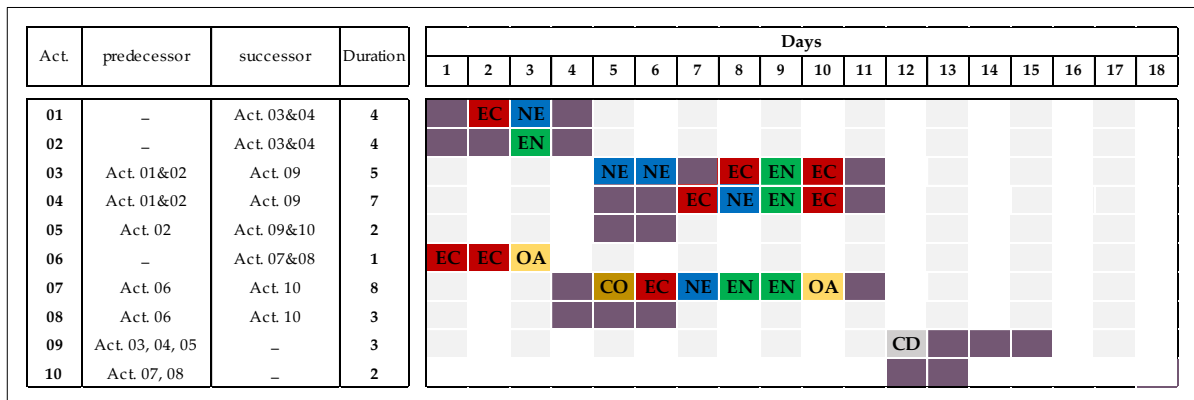 Days
Act. predecessor successor Duration
1 2 3 4 5 6 7 8 9 10 11 12 13 14 15 16 17 18
01 – Act. 03&04 4 EC NE
02 – Act. 03&04 4 EN
03 Act. 01&02 Act. 09 5 NE NE EC EN EC
04 Act. 01&02 Act. 09 7 EC NE EN EC
05 Act. 02 Act. 09&10 2
06 – Act. 07&08 1 EC EC OA
07 Act. 06 Act. 10 8 CO EC NE EN EN OA
08 Act. 06 Act. 10 3
09 Act. 03, 04, 05 – 3 CD
10 Act. 07, 08 – 2